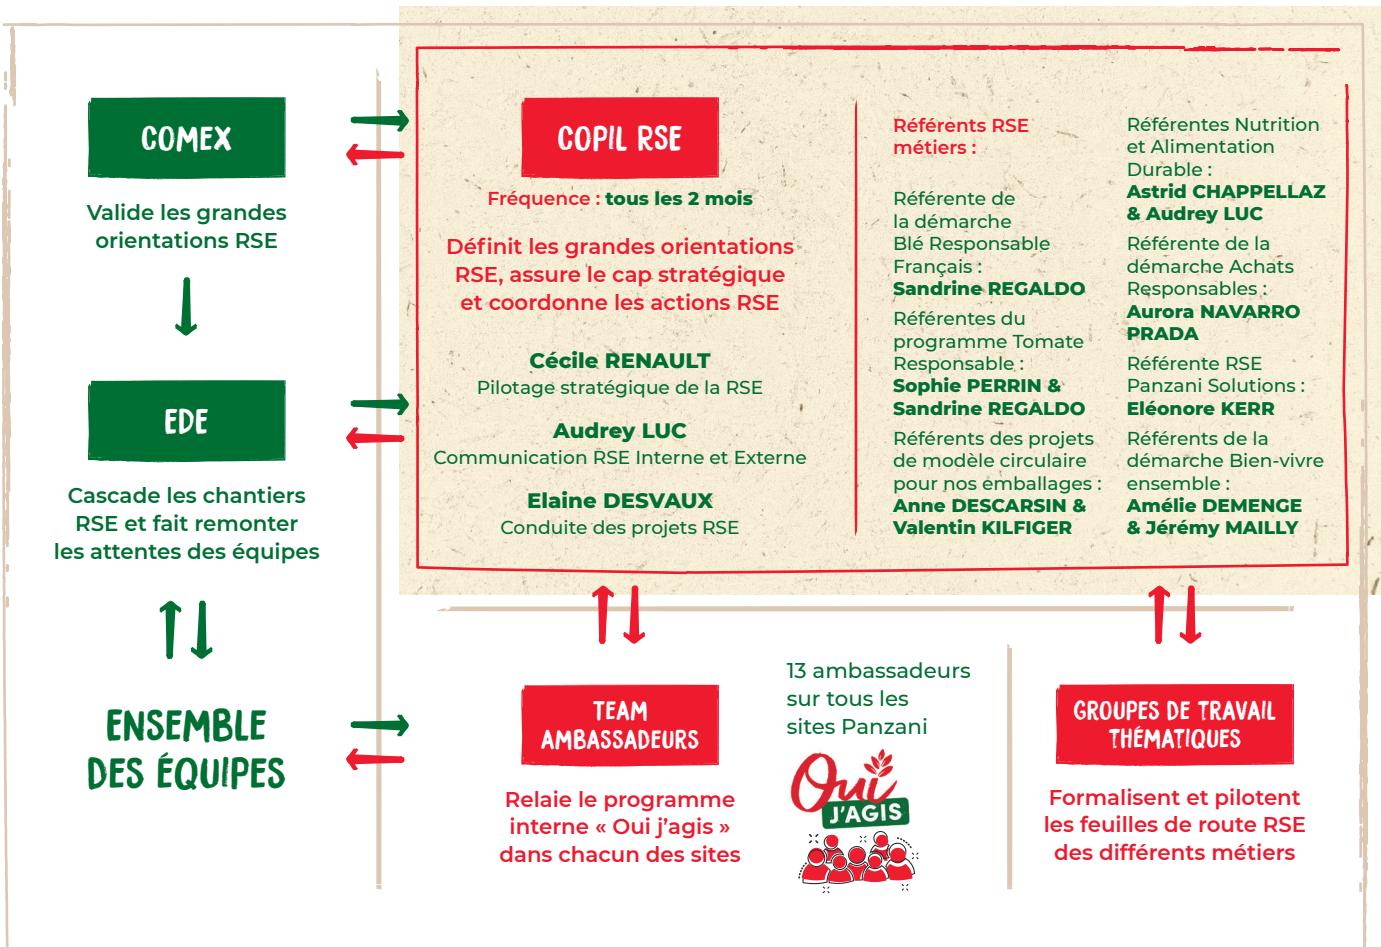 COMEX
Valide les grandes
orientations RSE
EDE
Cascade les chantiers
RSE et fait remonter
les attentes des équipes
ENSEMBLE
DES ÉQUIPES
COPIL RSE
Fréquence : tous les 2 mois
Définit les grandes orientations
RSE, assure le cap stratégique
et coordonne les actions RSE
Cécile RENAULT
Pilotage stratégique de la RSE
Audrey LUC
Communication RSE Interne et Externe
Elaine DESVAUX
Conduite des projets RSE
Référents RSE
métiers :
Référente de
la démarche
Blé Responsable
Français :
Sandrine REGALDO
Référentes du
programme Tomate
Responsable :
Sophie PERRIN &
Sandrine REGALDO
Référents des projets
de modèle circulaire
pour nos emballages :
Anne DESCARSIN &
Valentin KILFIGER
Référentes Nutrition
et Alimentation
Durable :
Astrid CHAPPELLAZ
& Audrey LUC
Référente de la
démarche Achats
Responsables :
Aurora NAVARRO
PRADA
Référente RSE
Panzani Solutions :
Eléonore KERR
Référents de la
démarche Bien-vivre
ensemble :
Amélie DEMENGE
& Jérémy MAILLY
TEAM
AMBASSADEURS
Relaie le programme
interne « Oui j’agis »
dans chacun des sites
13 ambassadeurs
sur tous les
sites Panzani
Oui
J'AGIS
GROUPES DE TRAVAIL
THÉMATIQUES
Formalisent et pilotent
les feuilles de route RSE
des différents métiers